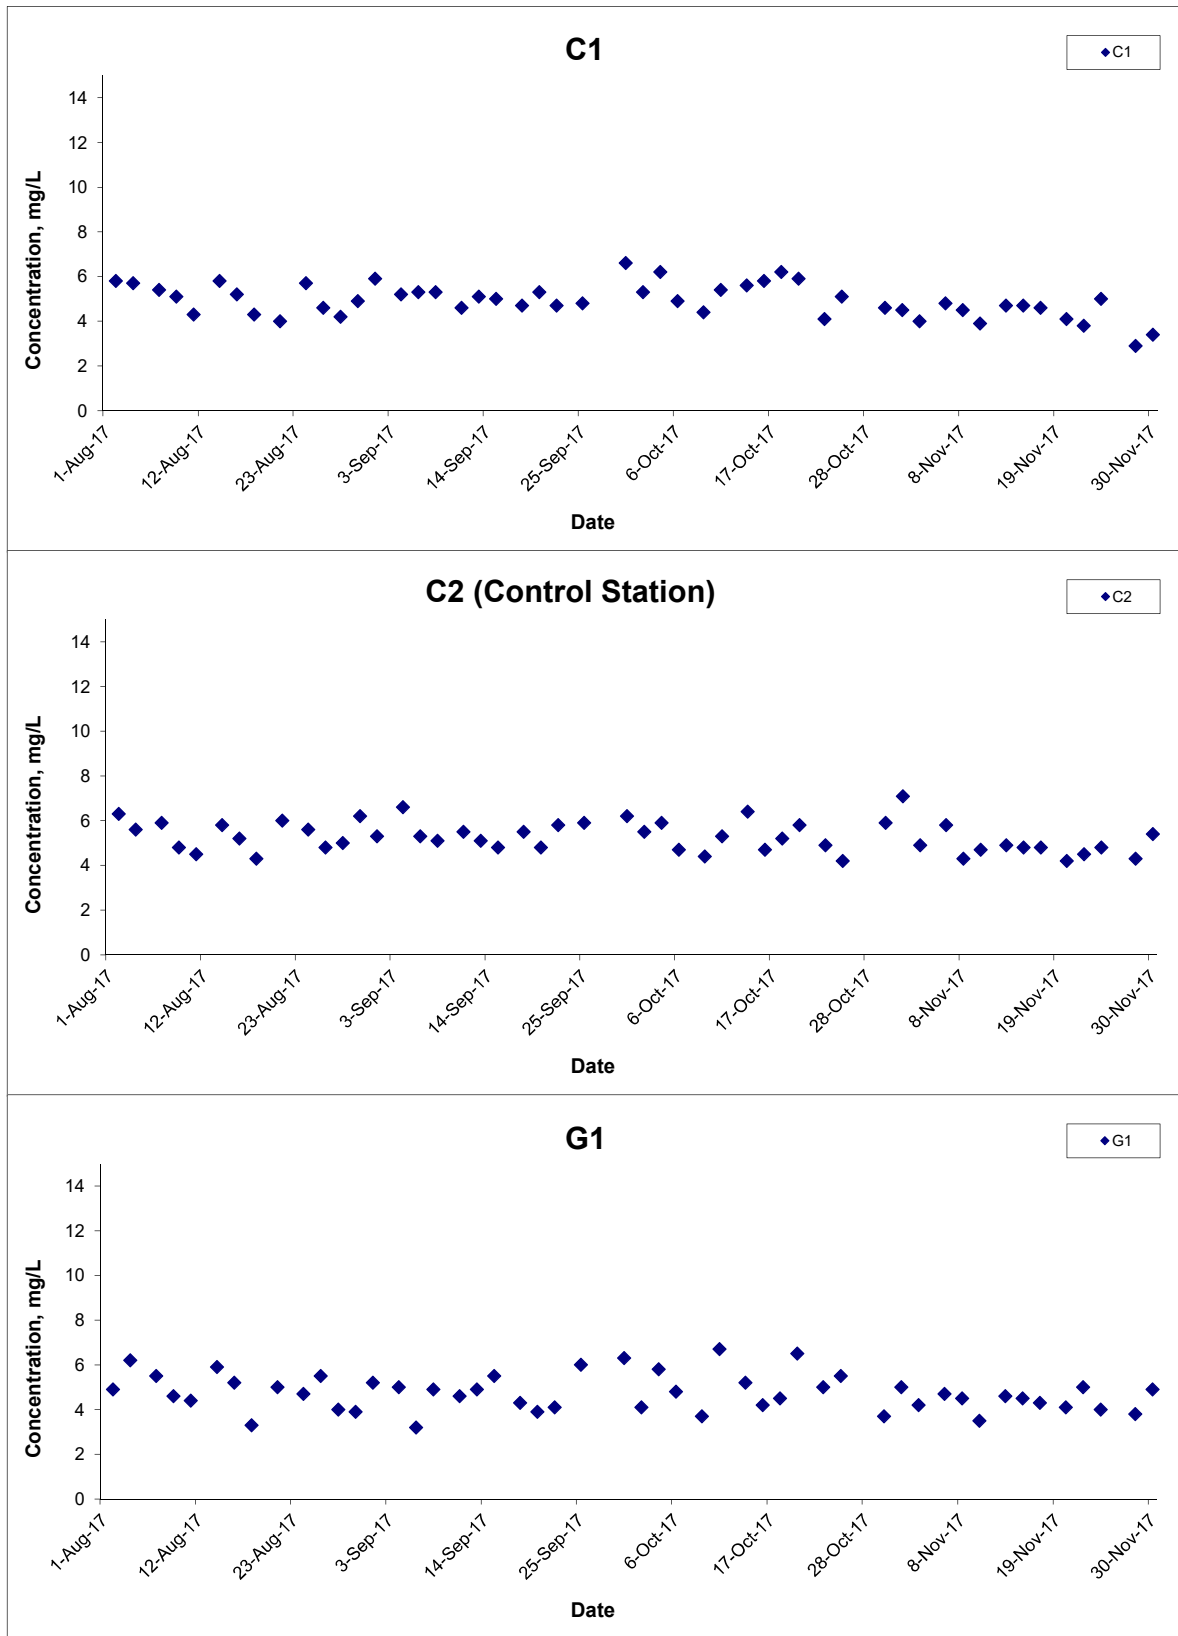 C1
C1
14
12
10
8
6
4
2
0
Concentration, mg/L
1-Aug-17
12-Aug-17
23-Aug-17
3-Sep-17
14-Sep-17
25-Sep-17
6-Oct-17
17-Oct-17
28-Oct-17
8-Nov-17
19-Nov-17
30-Nov-17
Date
C2 (Control Station)
C2
14
12
10
8
6
4
2
0
Concentration, mg/L
1-Aug-17
12-Aug-17
23-Aug-17
3-Sep-17
14-Sep-17
25-Sep-17
6-Oct-17
17-Oct-17
28-Oct-17
8-Nov-17
19-Nov-17
30-Nov-17
Date
G1
G1
14
12
10
8
6
4
2
0
Concentration, mg/L
1-Aug-17
12-Aug-17
23-Aug-17
3-Sep-17
14-Sep-17
25-Sep-17
6-Oct-17
17-Oct-17
28-Oct-17
8-Nov-17
19-Nov-17
30-Nov-17
Date